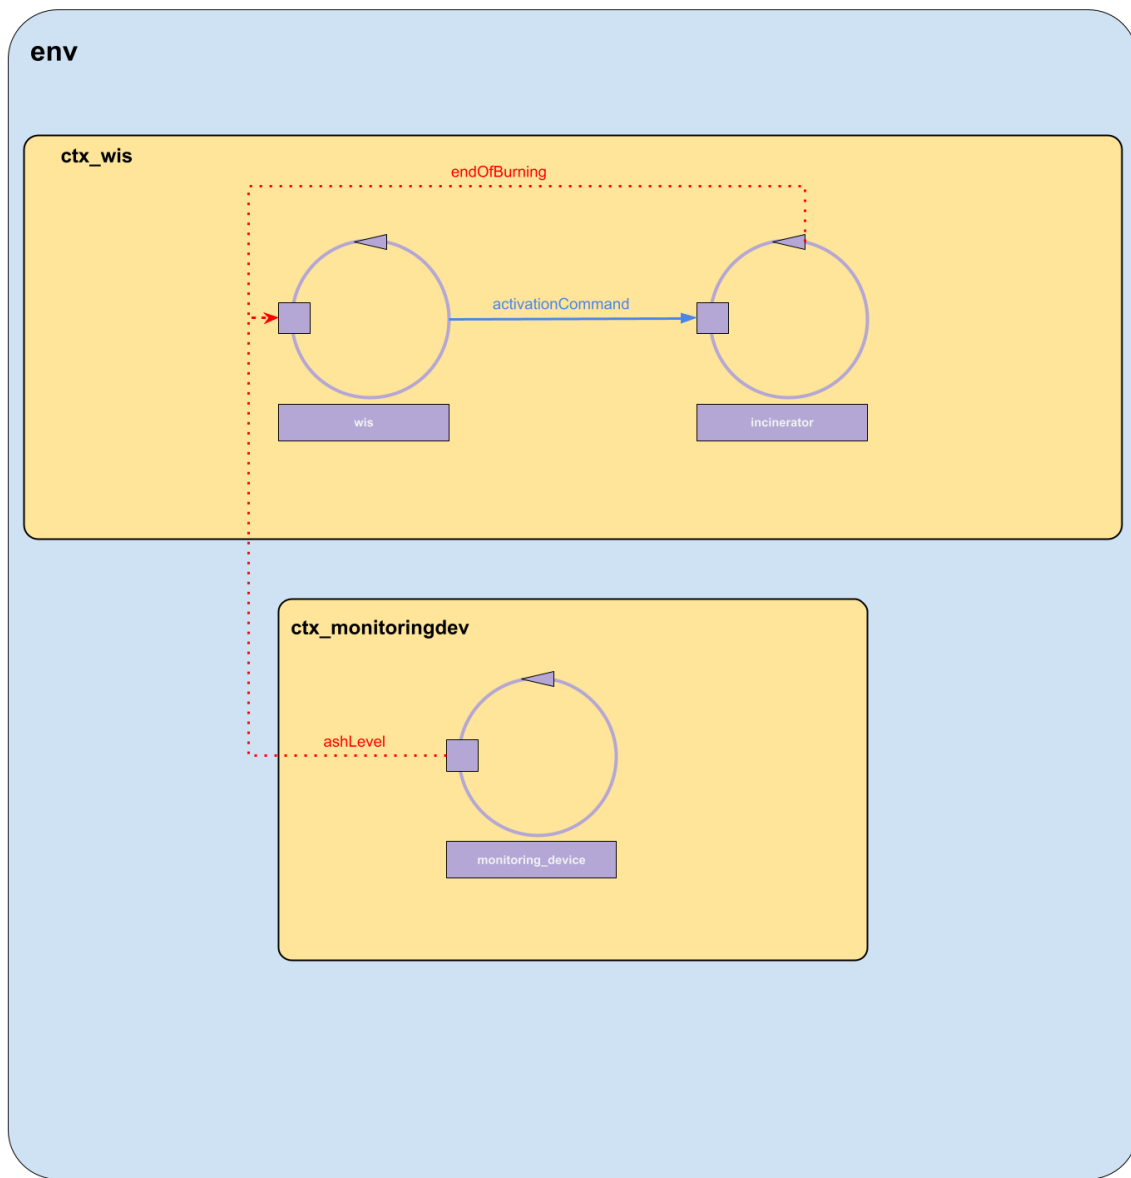 env
ctx_wis
endOfBurning
activationCommand
wis
incinerator
ctx_monitoringdev
ashLevel
monitoring_device